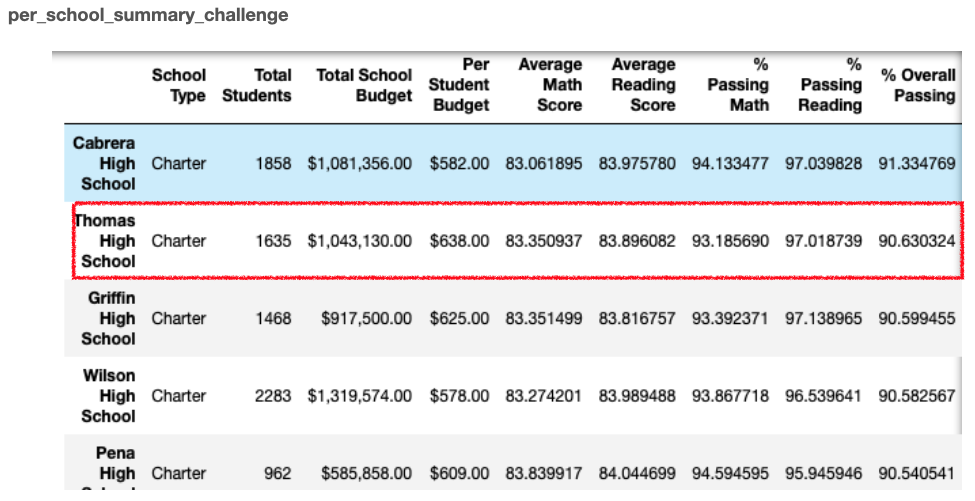 per_school_summary_challenge
School Type Total Students Total School Budget Per Student Budget Average Math Score Average Reading Score % Passing Math % Passing Reading % Overall Passing
Cabrera High School Charter 1858 $1,081,356.00 $582.00 83.061895 83.975780 94.133477 97.039828 91.334769
Thomas High School Charter 1635 $1,043,130.00 $638.00 83.350937 83.896082 93.185690 97.018739 90.630324
Griffin High School Charter 1468 $917,500.00 $625.00 83.351499 83.816757 93.392371 97.138965 90.599455
Wilson High School Charter 2283 $1,319,574.00 $578.00 83.274201 83.989488 93.867718 96.539641 90.582567
Pena High Charter 962 $585,858.00 $609.00 83.839917 84.044699 94.594595 95.945946 90.540541